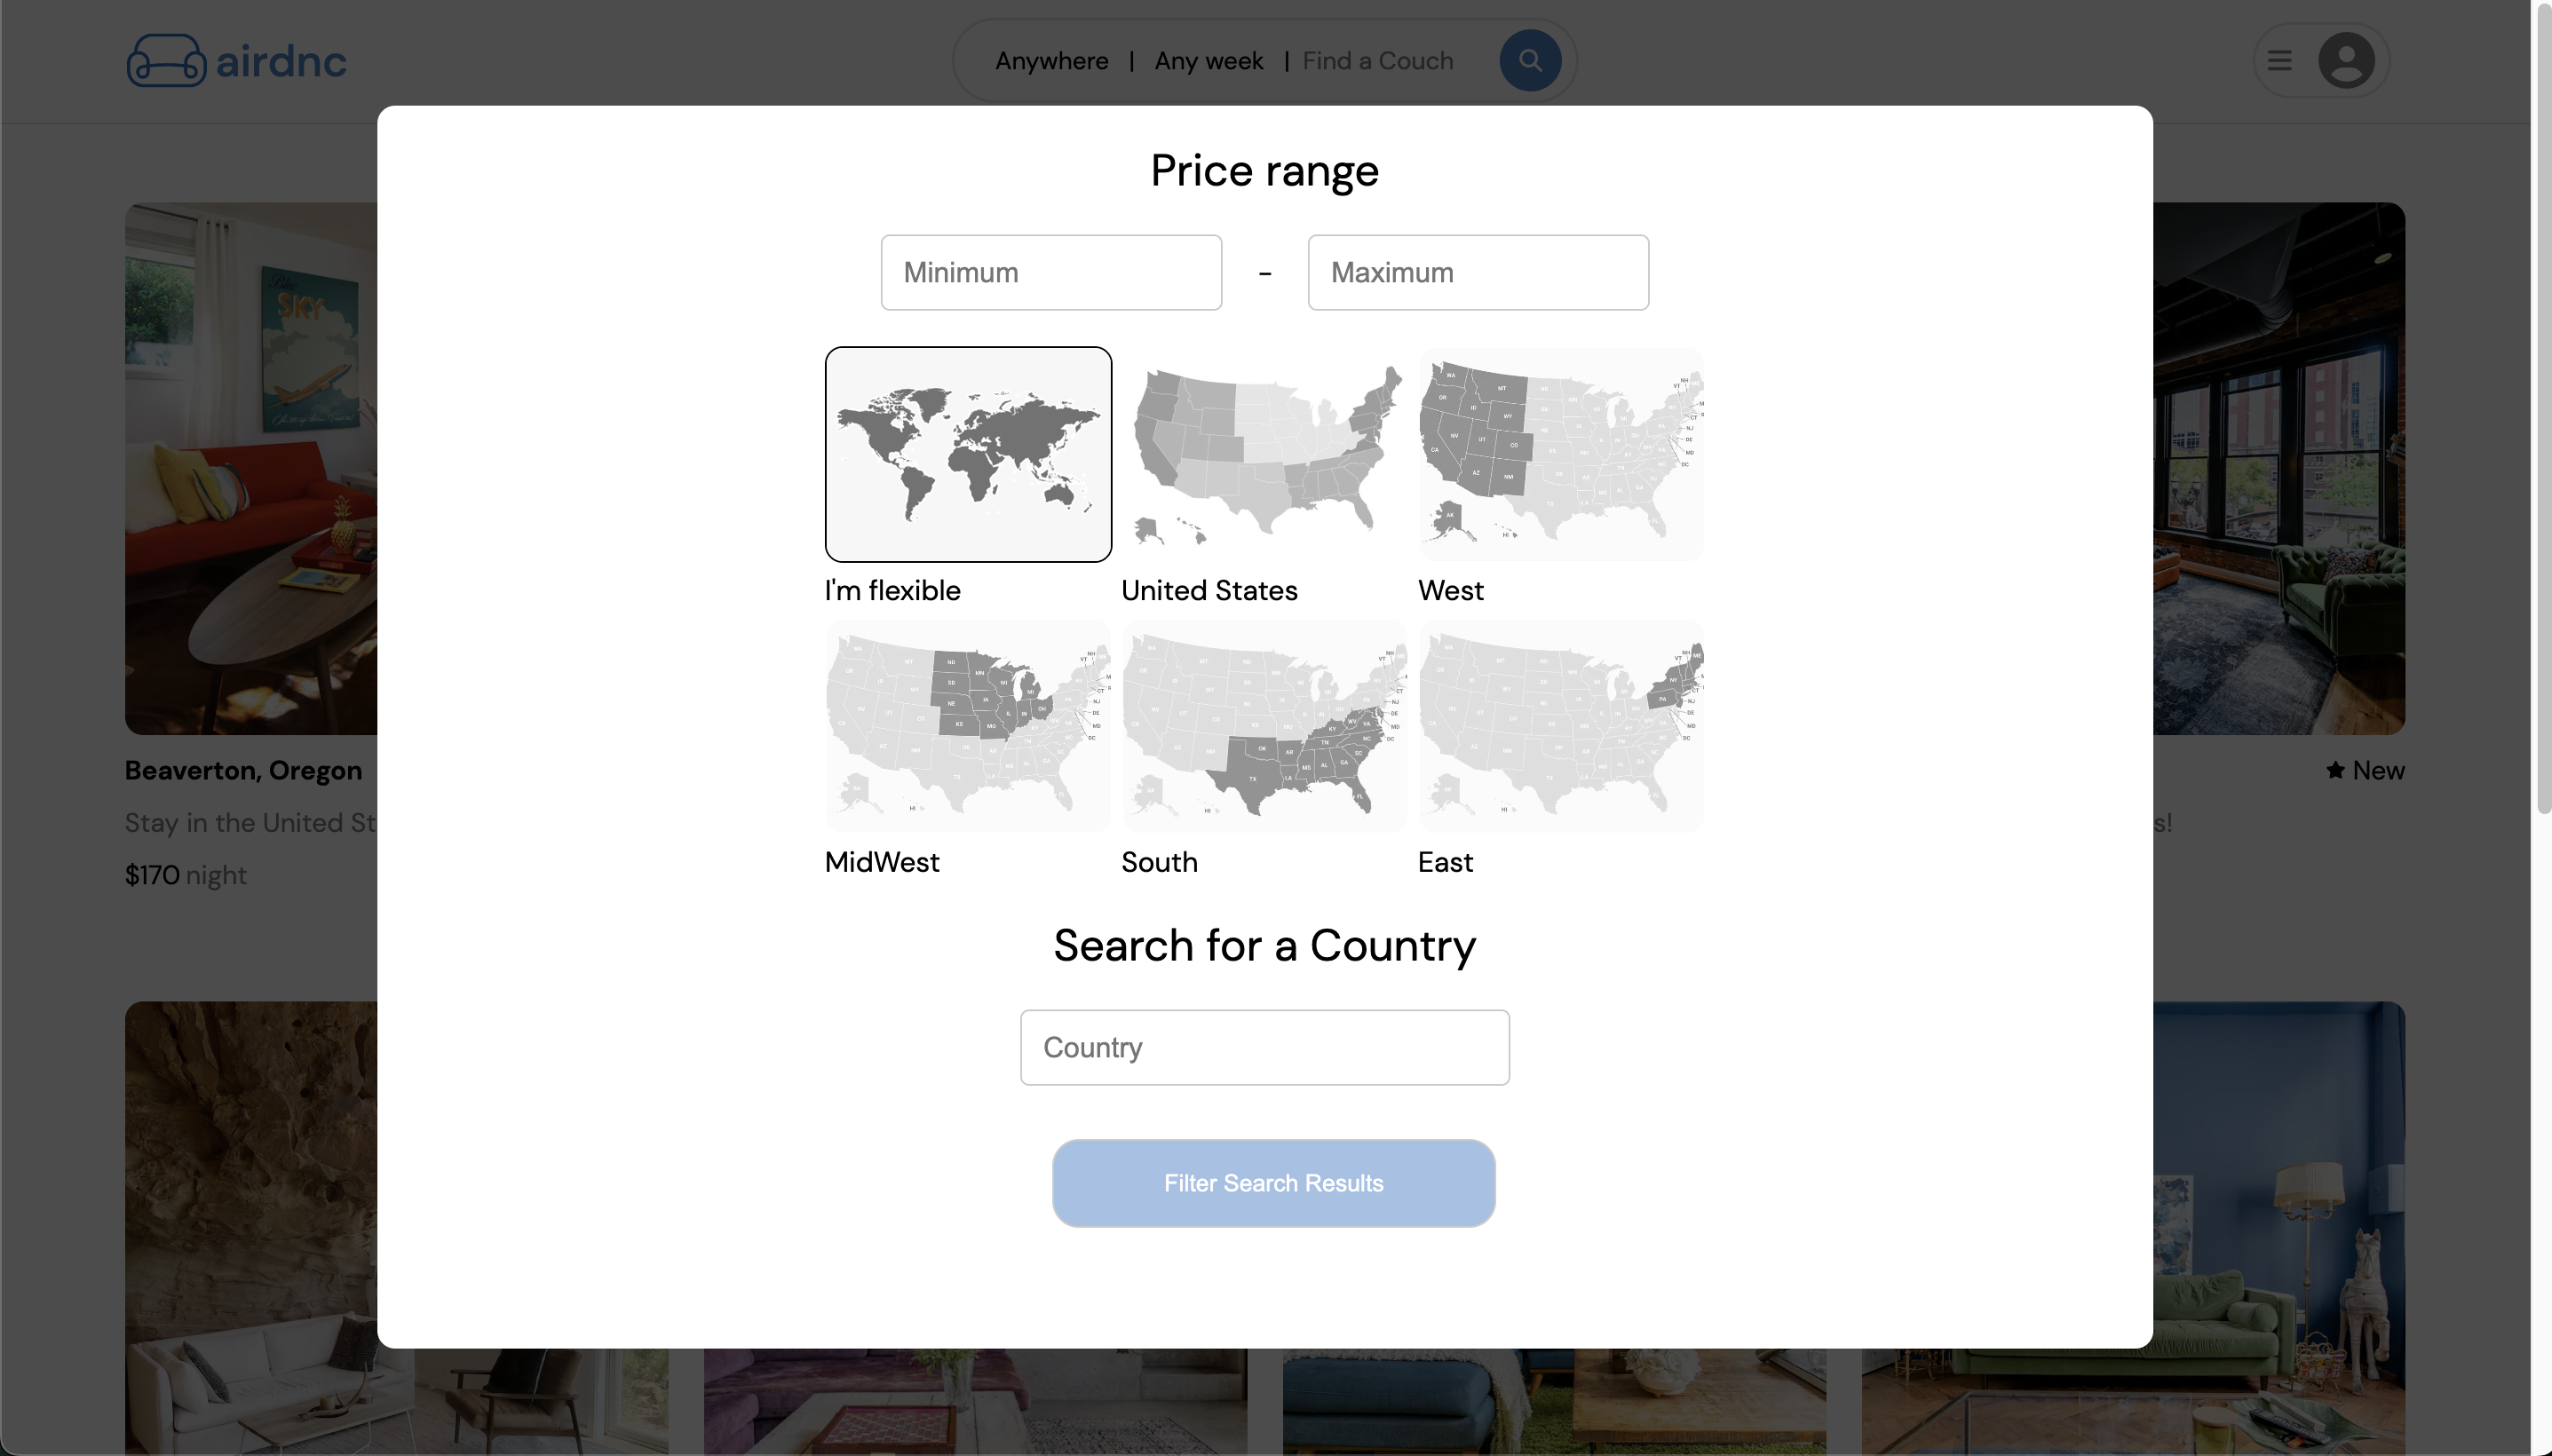 airdnc
Anywhere | Any week | Find a Couch
Price range
Minimum - Maximum
SKY
I'm flexible United States West
MidWest South East
Beaverton, Oregon
New
Stay in the United St
s!
$170 night
Search for a Country
Country
Filter Search Results